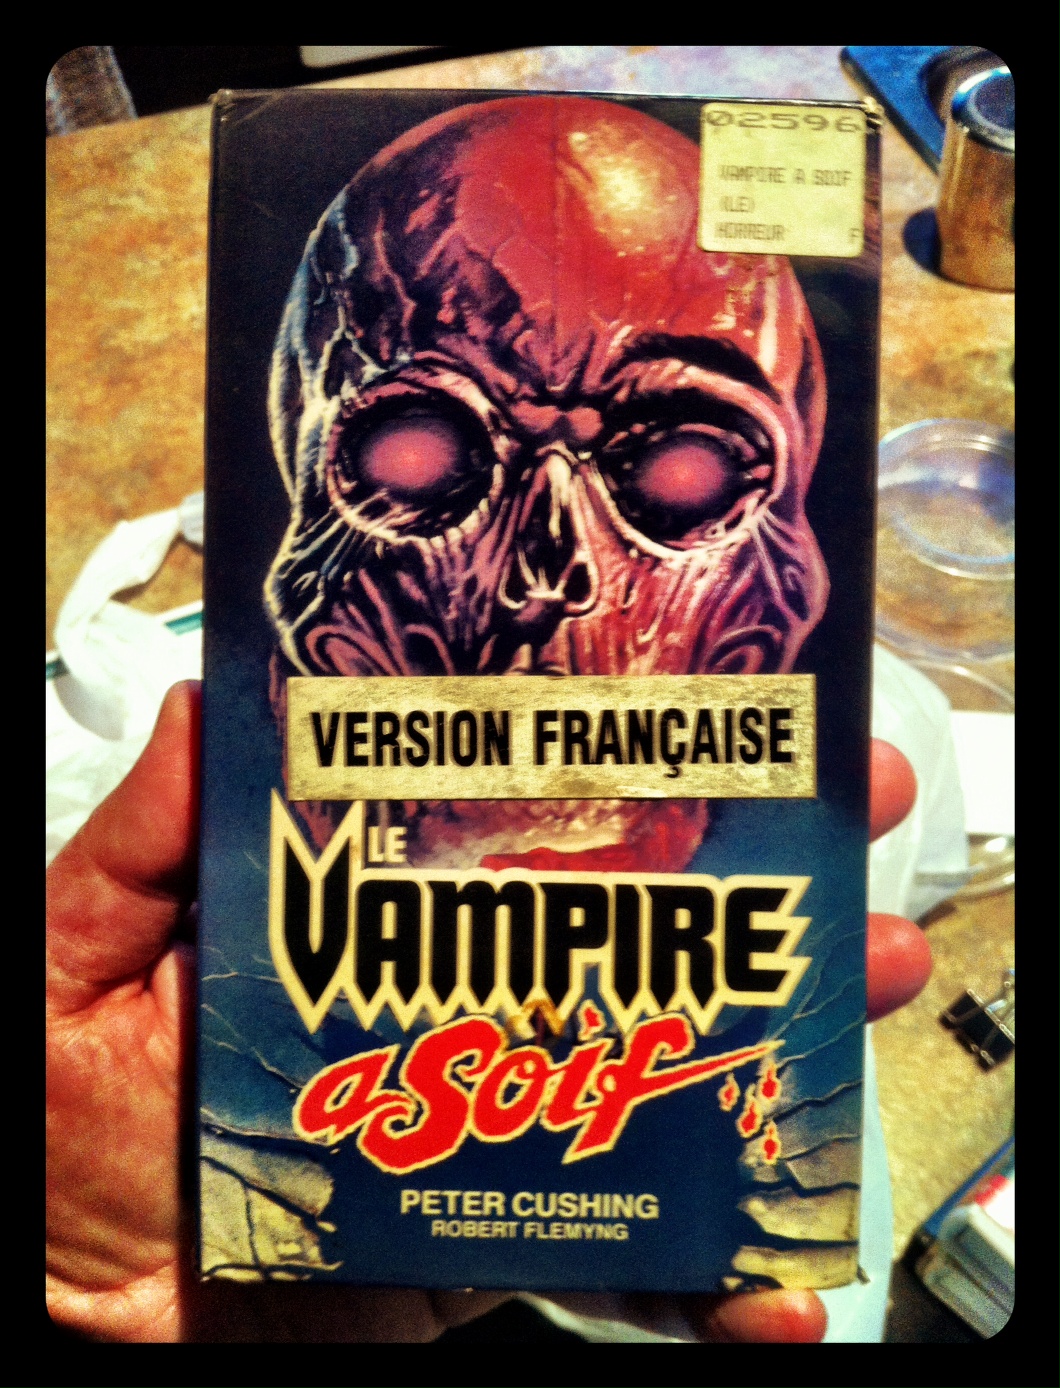 02596
VAMPIRE A SOIF
(LE)
HORREUR F
VERSION FRANÇAISE
LE
VAMPIRE
a Soif
PETER CUSHING
ROBERT FLEMYNG